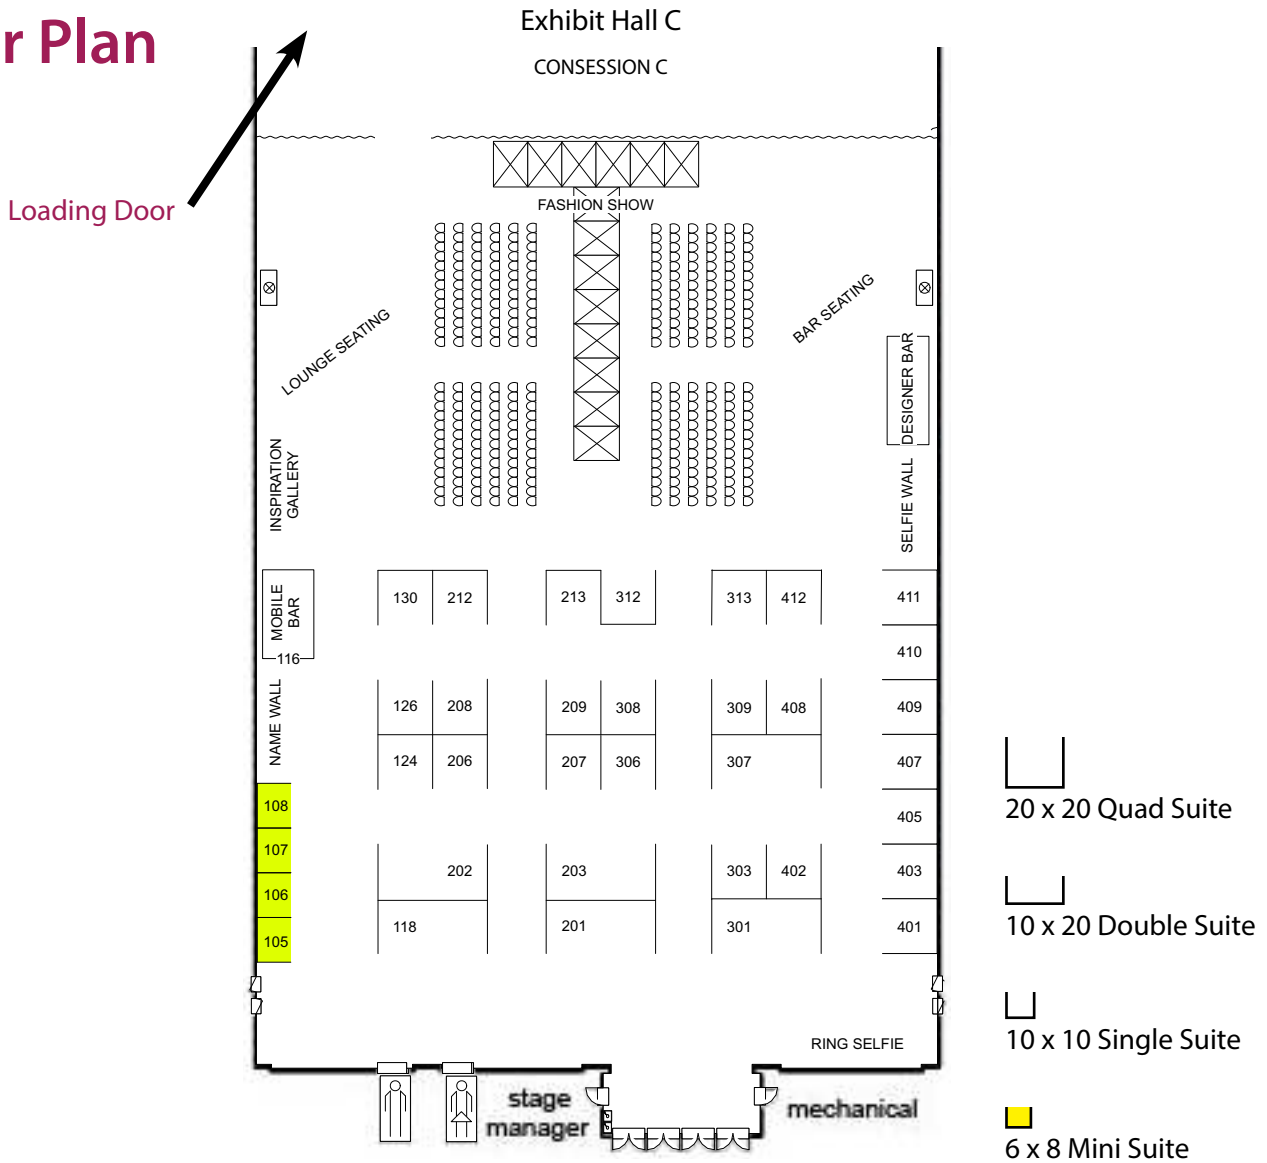 r Plan
Exhibit Hall C
CONSESSION C
Loading Door
FASHION SHOW
LOUNGE SEATING
BAR SEATING
DESIGNER BAR
INSPIRATION
GALLERY
SELFIE WALL
MOBILE
BAR
116
130 212 213 312 313 412 411
410
NAME WALL
126 208 209 308 309 408 409
124 206 207 306 307 407
108
405
107
202 203 303 402 403
106
118 201 301 401
105
RING SELFIE
stage
manager
mechanical
20 x 20 Quad Suite
10 x 20 Double Suite
10 x 10 Single Suite
6 x 8 Mini Suite